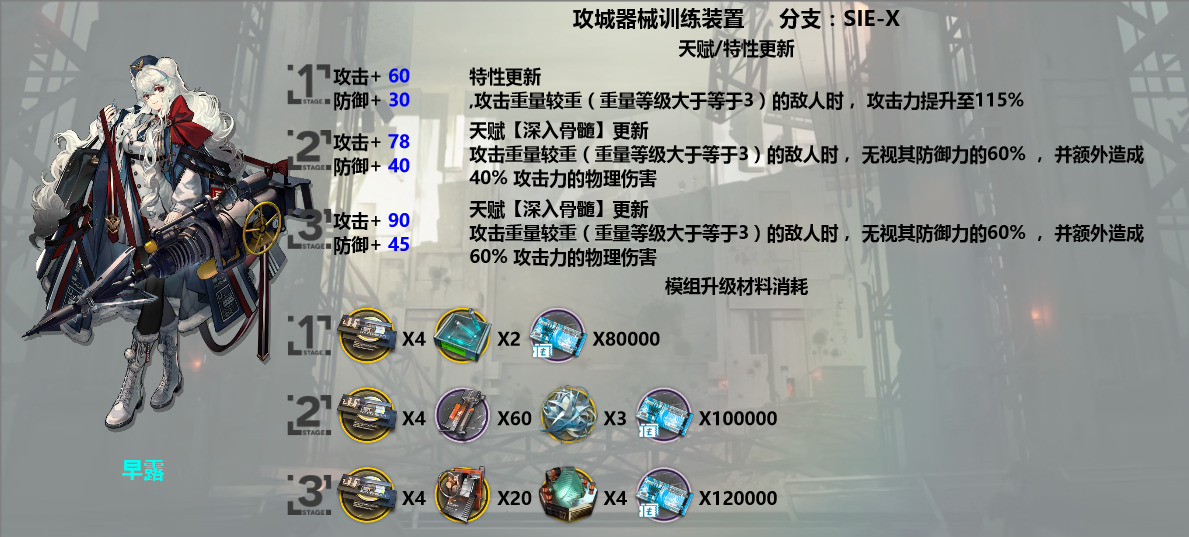 攻城器械训练装置 分支：SIE-X
天赋/特性更新
1 STAGE.
攻击+ 60
防御+ 30
特性更新
,攻击重量较重（重量等级大于等于3）的敌人时，攻击力提升至115%
2 STAGE.
攻击+ 78
防御+ 40
天赋【深入骨髓】更新
攻击重量较重（重量等级大于等于3）的敌人时，无视其防御力的60% ，并额外造成
40% 攻击力的物理伤害
3 STAGE.
攻击+ 90
防御+ 45
天赋【深入骨髓】更新
攻击重量较重（重量等级大于等于3）的敌人时，无视其防御力的60% ，并额外造成
60% 攻击力的物理伤害
模组升级材料消耗
1 STAGE. X4 X2 X80000
2 STAGE. X4 X60 X3 X100000
早露
3 STAGE. X4 X20 X4 X120000